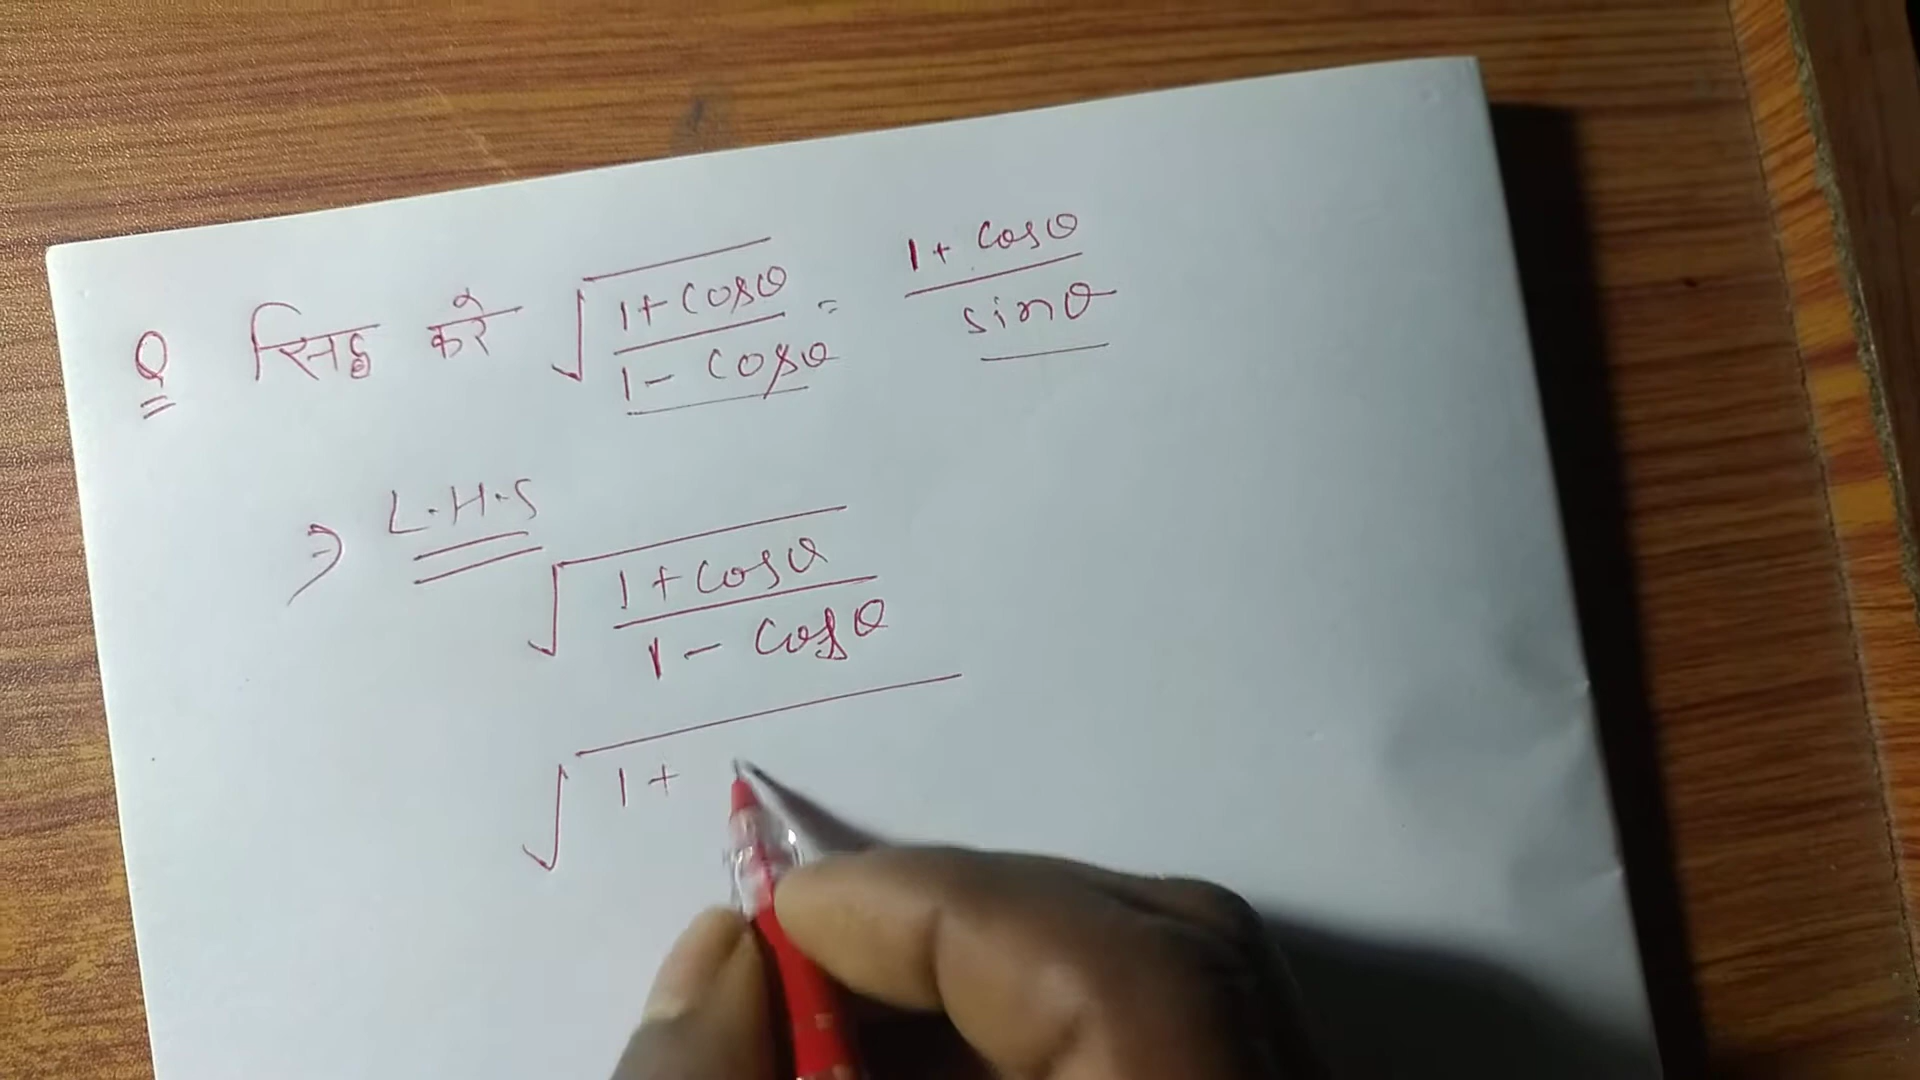 Q सिद्ध करे √(1+cosθ / 1-cosθ) = 1+cosθ / sinθ
⇒ L.H.S
√(1+cosθ / 1-cosθ)
√(1+